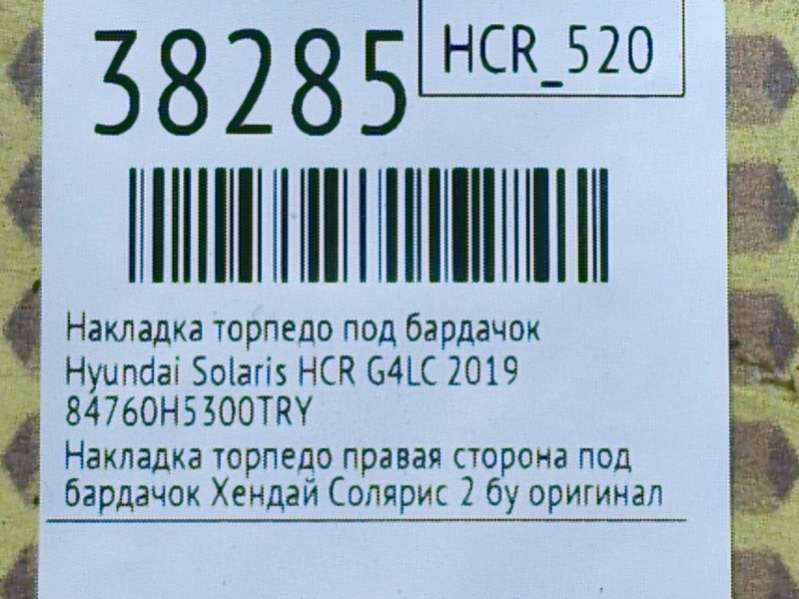 38285
HCR_520
Накладка торпедо под бардачок
Hyundai Solaris HCR G4LC 2019
84760H5300TRY
Накладка торпедо правая сторона под
бардачок Хендай Солярис 2 бу оригинал